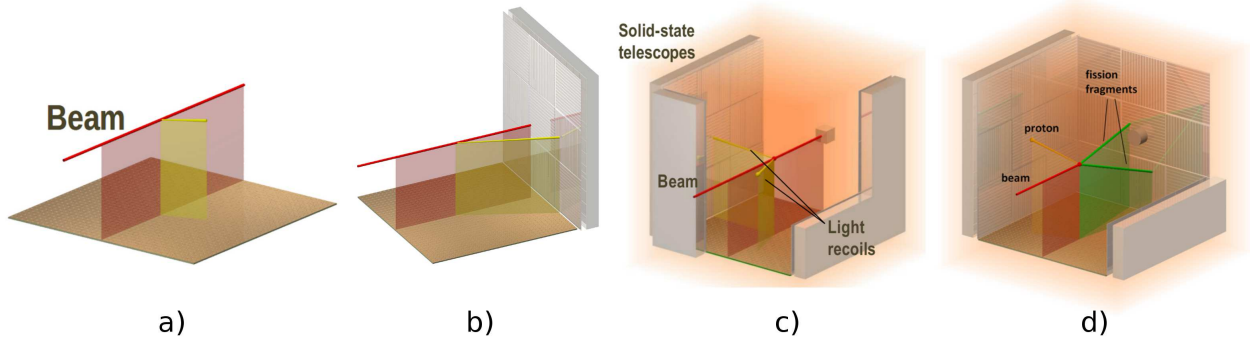 Beam
a)
b)
Solid-state
telescopes
Beam
Light
recoils
c)
fission
fragments
proton
beam
d)